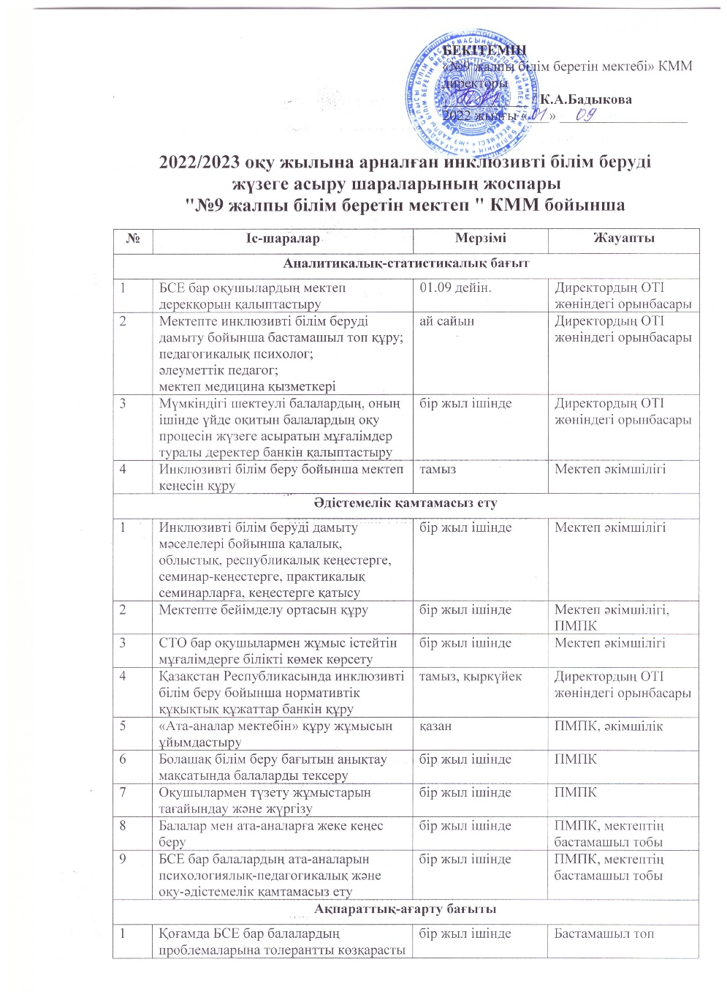 БЕКІТЕМІН
«№9 жалпы білім беретін мектебі» КММ
директоры
К.А.Бадыкова
2022 жылғы «01» 09
2022/2023 оқу жылына арналған инклюзивті білім беруді
жүзеге асыру шараларының жоспары
"№9 жалпы білім беретін мектеп " КММ бойынша
№ Іс-шаралар Мерзімі Жауапты
Аналитикалық-статистикалық бағыт
1 БСЕ бар оқушылардың мектеп 01.09 дейін. Директордың ОТІ
дерекқорын қалыптастыру жөніндегі орынбасары
2 Мектепте инклюзивті білім беруді ай сайын Директордың ОТІ
дамыту бойынша бастамашыл топ құру; жөніндегі орынбасары
педагогикалық психолог;
әлеуметтік педагог;
мектеп медицина қызметкері
3 Мүмкіндігі шектеулі балалардың, оның бір жыл ішінде Директордың ОТІ
ішінде үйде оқитын балалардың оқу жөніндегі орынбасары
процесін жүзеге асыратын мұғалімдер
туралы деректер банкін қалыптастыру
4 Инклюзивті білім беру бойынша мектеп тамыз Мектеп әкімшілігі
кеңесін құру
Әдістемелік қамтамасыз ету
1 Инклюзивті білім беруді дамыту бір жыл ішінде Мектеп әкімшілігі
мәселелері бойынша қалалық,
облыстық, республикалық кеңестерге,
семинар-кеңестерге, практикалық
семинарларға, кеңестерге қатысу
2 Мектепте бейімделу ортасын құру бір жыл ішінде Мектеп әкімшілігі,
ПМПК
3 СТО бар оқушылармен жұмыс істейтін бір жыл ішінде Мектеп әкімшілігі
мұғалімдерге білікті көмек көрсету
4 Қазақстан Республикасында инклюзивті тамыз, қыркүйек Директордың ОТІ
білім беру бойынша нормативтік жөніндегі орынбасары
құқықтық құжаттар банкін құру
5 «Ата-аналар мектебін» құру жұмысын қазан ПМПК, әкімшілік
ұйымдастыру
6 Болашақ білім беру бағытын анықтау бір жыл ішінде ПМПК
мақсатында балаларды тексеру
7 Оқушылармен түзету жұмыстарын бір жыл ішінде ПМПК
тағайындау және жүргізу
8 Балалар мен ата-аналарға жеке кеңес бір жыл ішінде ПМПК, мектептің
беру бастамашыл тобы
9 БСЕ бар балалардың ата-аналарын бір жыл ішінде ПМПК, мектептің
психологиялық-педагогикалық және бастамашыл тобы
оқу-әдістемелік қамтамасыз ету
Ақпараттық-ағарту бағыты
1 Қоғамда БСЕ бар балалардың бір жыл ішінде Бастамашыл топ
проблемаларына толерантты көзқарасты